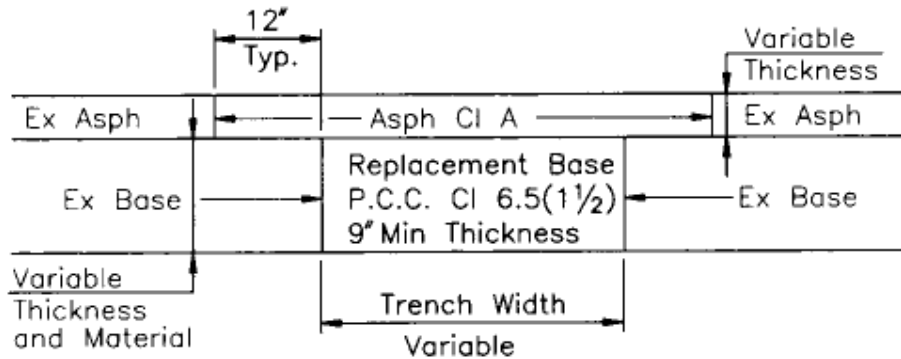 12"
Typ.
Variable
Thickness
Ex Asph
Asph Cl A
Ex Asph
Replacement Base
P.C.C. Cl 6.5(1½)
9" Min Thickness
Ex Base
Ex Base
Variable
Thickness
and Material
Trench Width
Variable